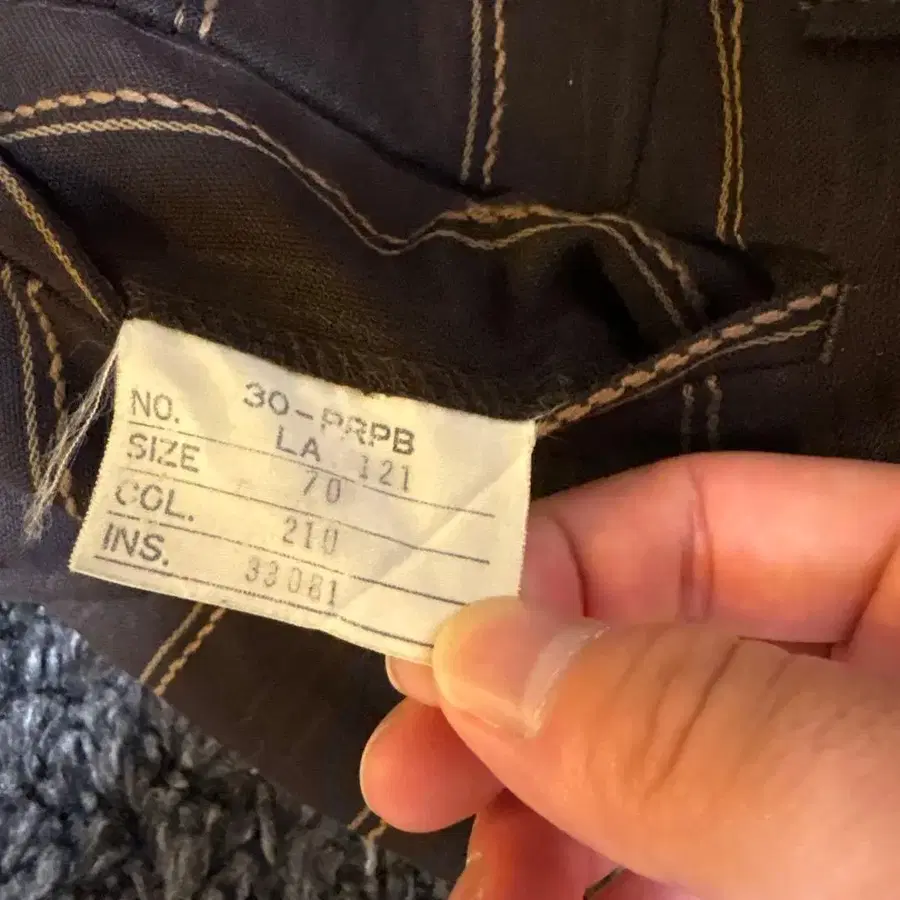 NO. 30-PRPB
LA 121
SIZE 70
COL. 210
INS. 33081